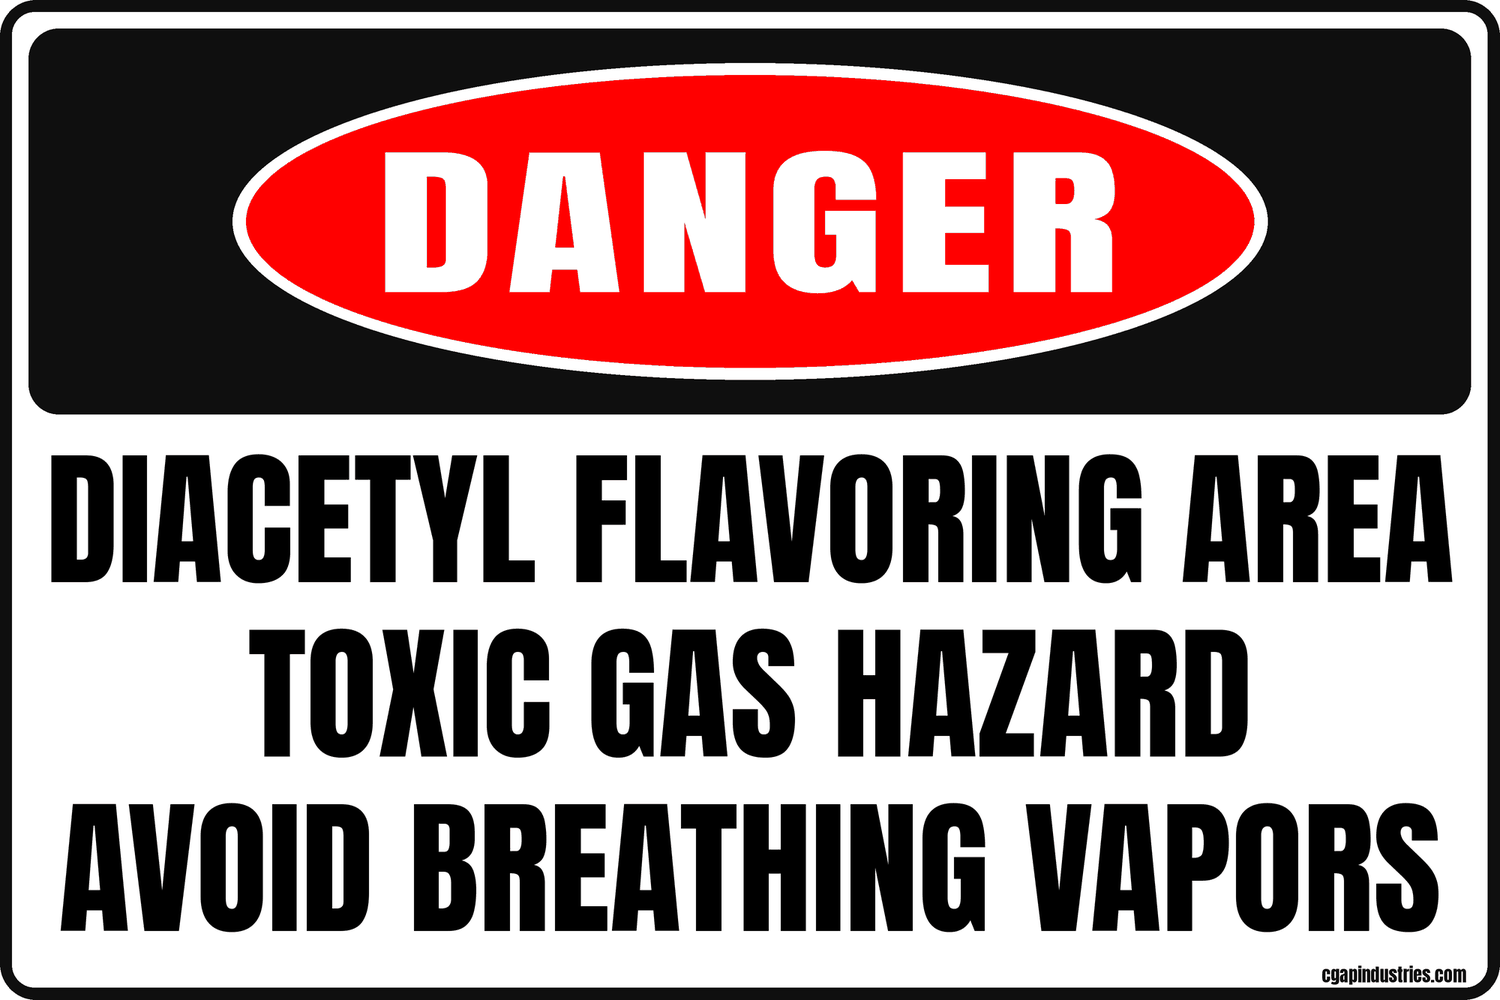 DANGER
DIACETYL FLAVORING AREA
TOXIC GAS HAZARD
AVOID BREATHING VAPORS
cgapindustries.com